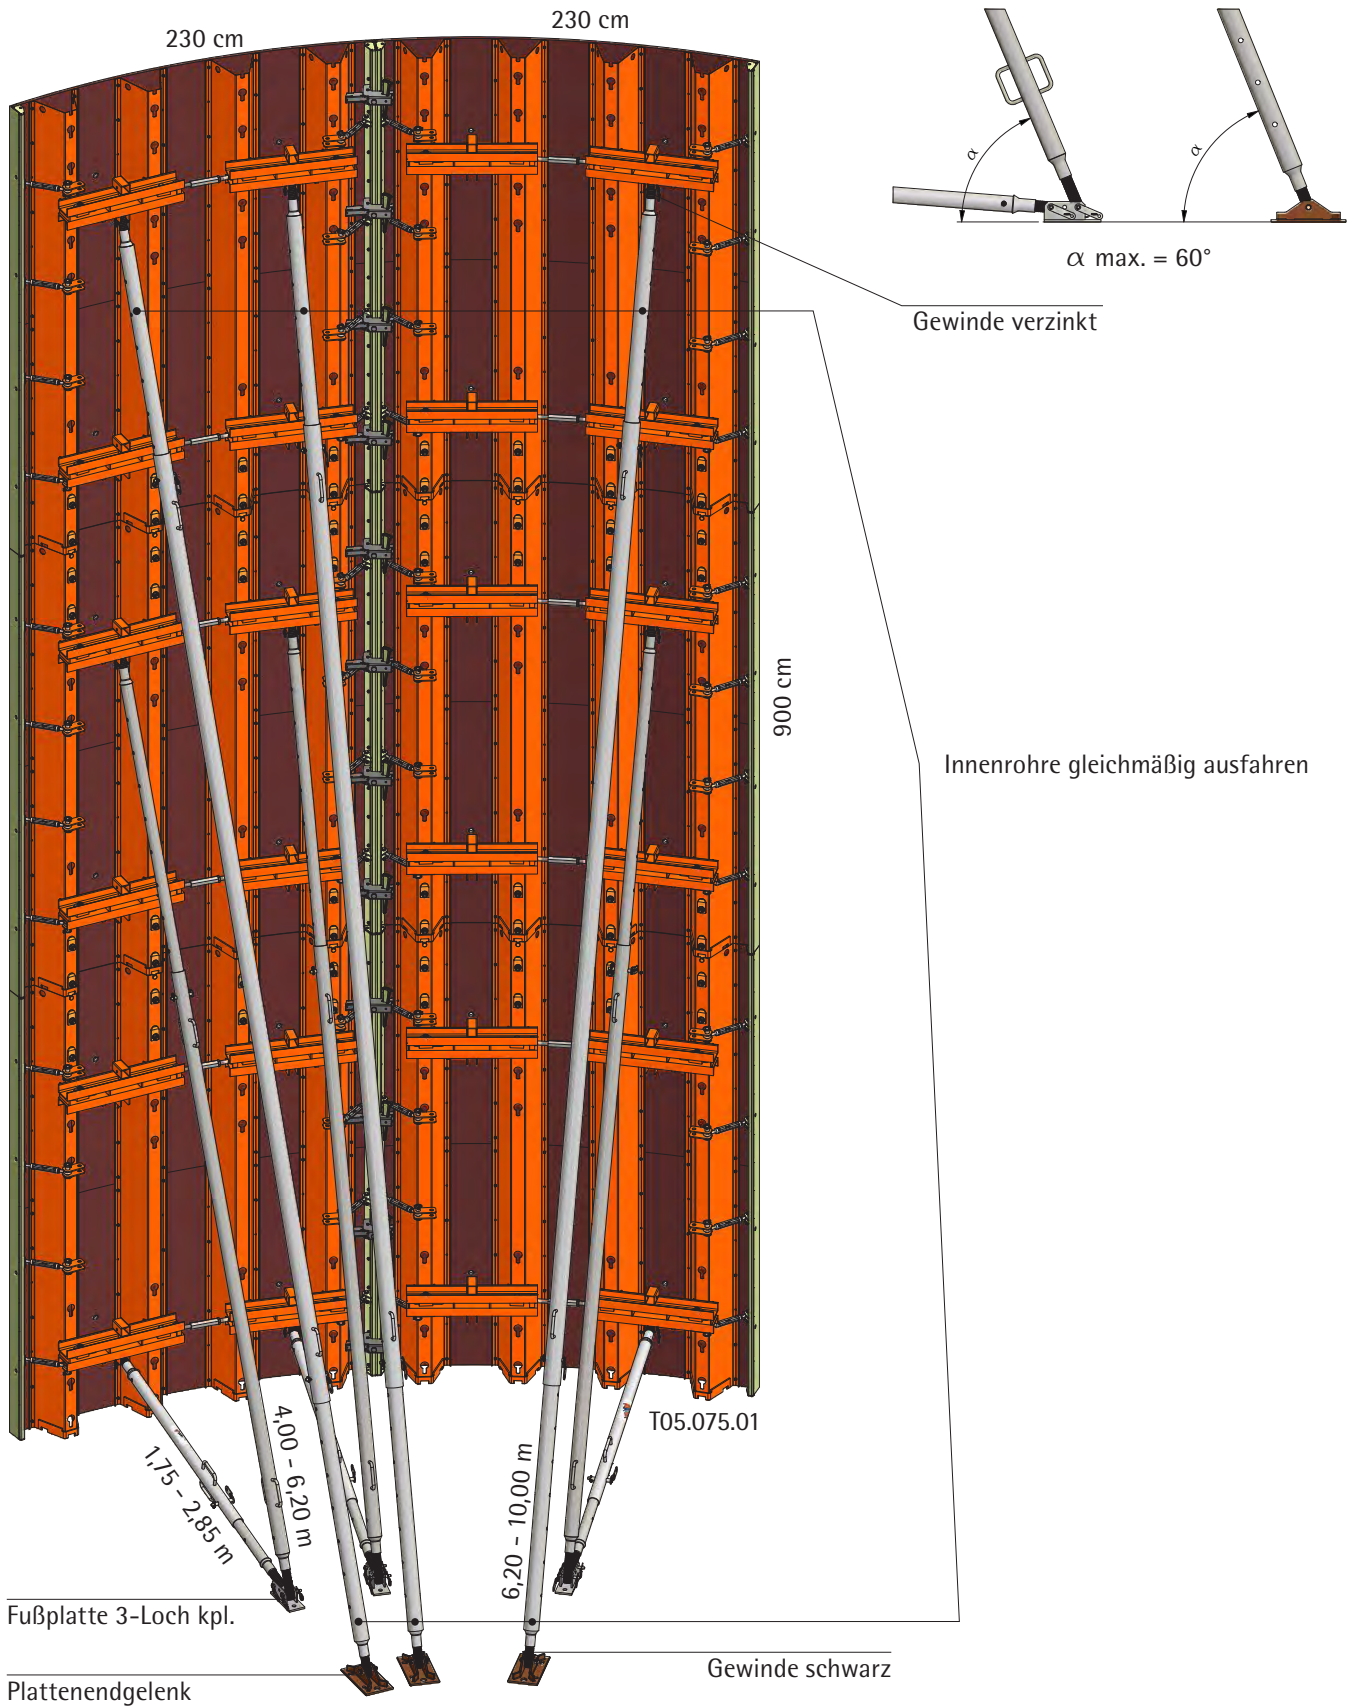 230 cm
230 cm
α
α
α max. = 60°
Gewinde verzinkt
900 cm
Innenrohre gleichmäßig ausfahren
T05.075.01
1,75 - 2,85 m
4,00 - 6,20 m
6,20 - 10,00 m
Fußplatte 3-Loch kpl.
Gewinde schwarz
Plattenendgelenk